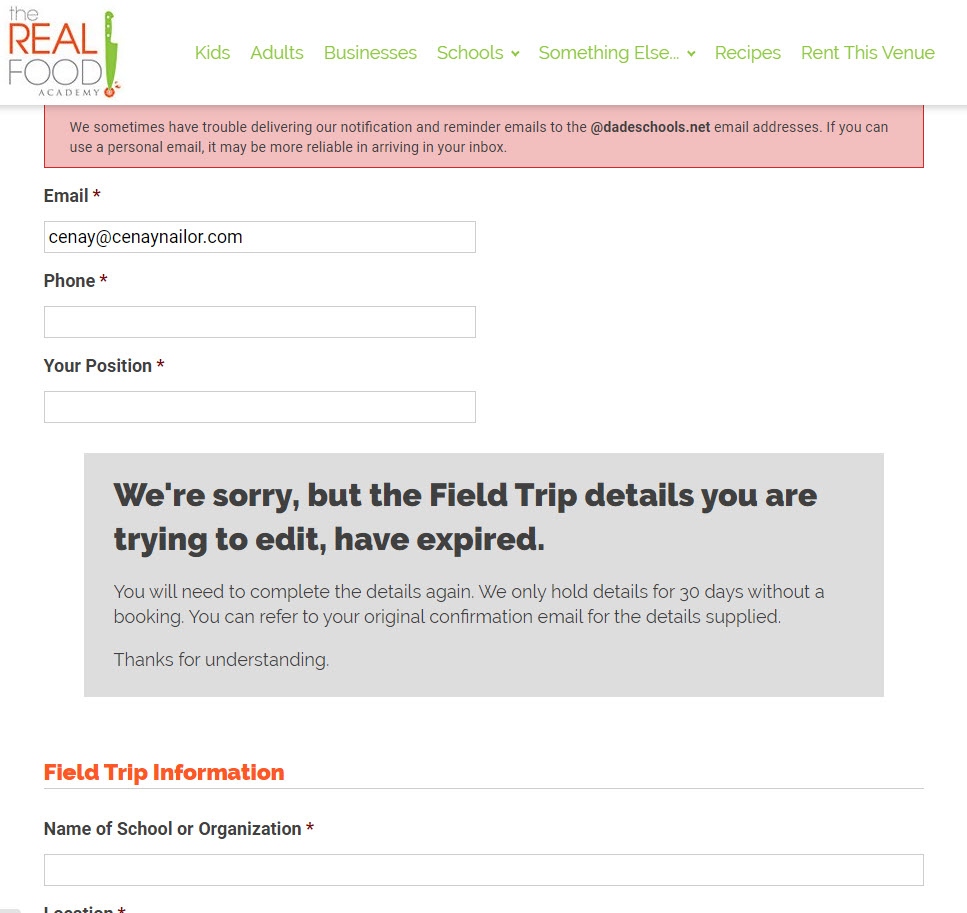 the
REAL
FOOD
ACADEMY
Kids Adults Businesses Schools Something Else... Recipes Rent This Venue
We sometimes have trouble delivering our notification and reminder emails to the @dadeschools.net email addresses. If you can
use a personal email, it may be more reliable in arriving in your inbox.
Email *
cenay@cenaynailor.com
Phone *
Your Position *
We're sorry, but the Field Trip details you are
trying to edit, have expired.
You will need to complete the details again. We only hold details for 30 days without a
booking. You can refer to your original confirmation email for the details supplied.
Thanks for understanding.
Field Trip Information
Name of School or Organization *
Location *